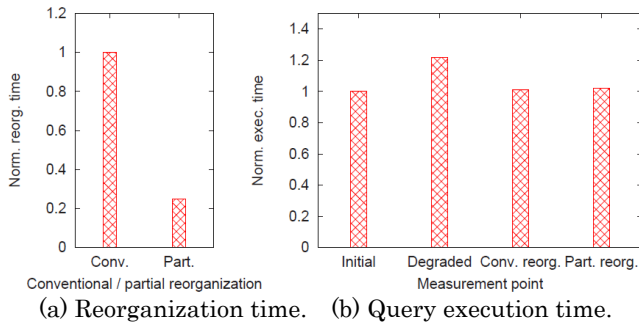 Norm. reorg. time
1.2
1
0.8
0.6
0.4
0.2
0
Conv. Part.
Conventional / partial reorganization
(a) Reorganization time.
Norm. exec. time
1.4
1.2
1
0.8
0.6
0.4
0.2
0
Initial Degraded Conv. reorg. Part. reorg.
Measurement point
(b) Query execution time.